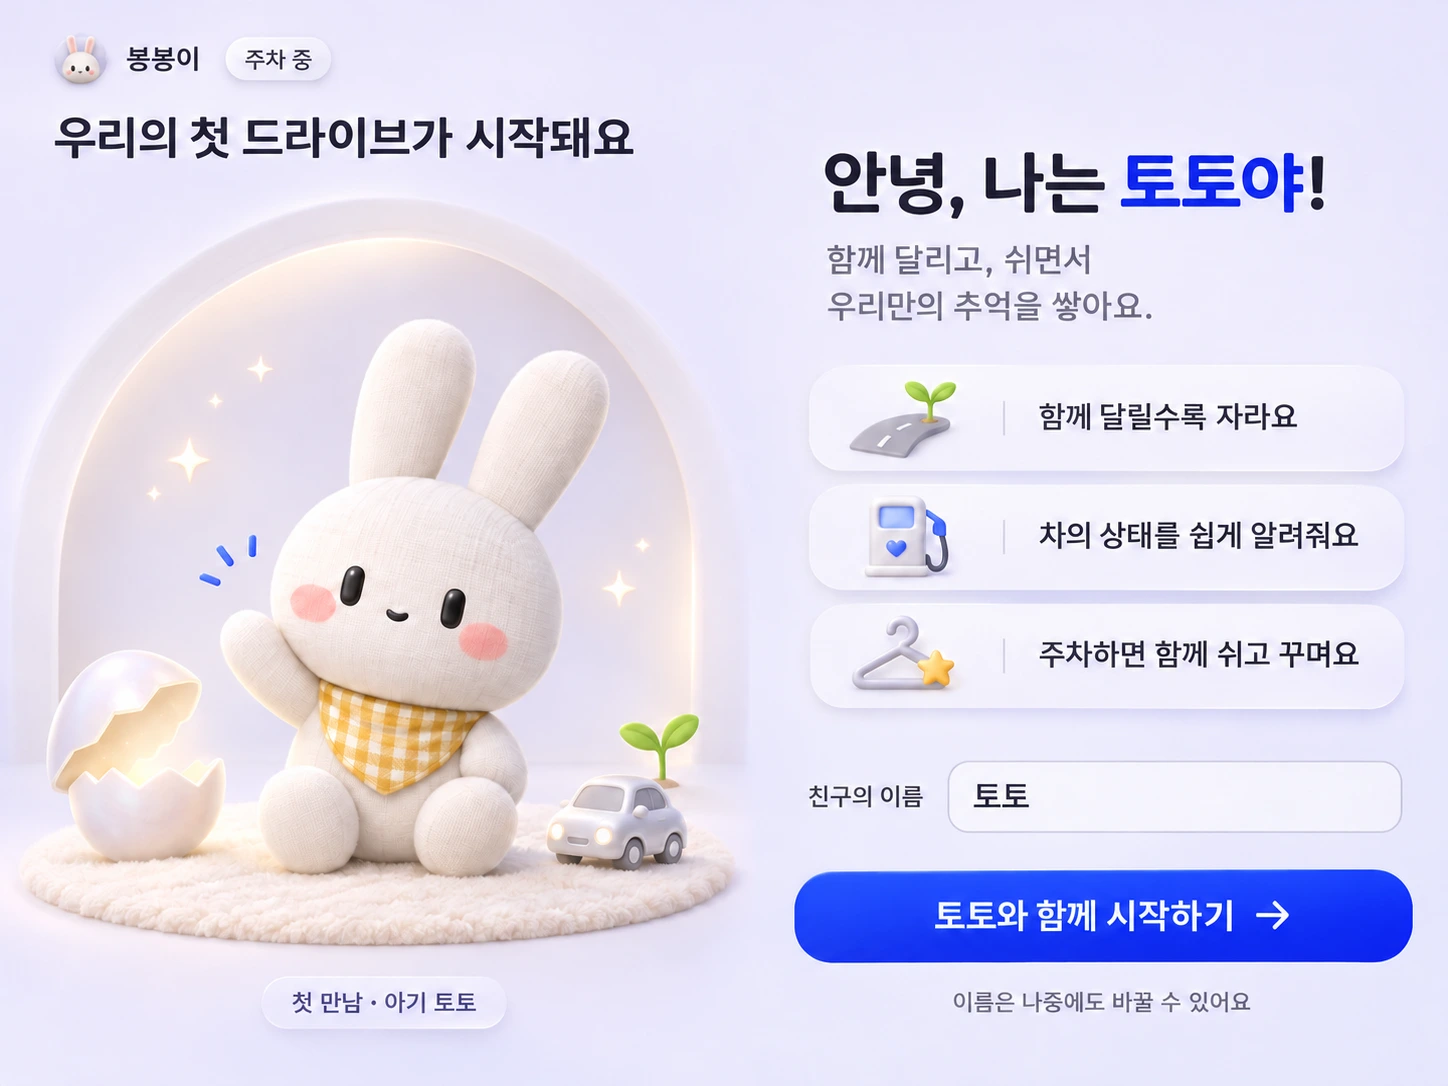 봉봉이
주차 중
우리의 첫 드라이브가 시작돼요
첫 만남 · 아기 토토
안녕, 나는 토토야!
함께 달리고, 쉬면서
우리만의 추억을 쌓아요.
함께 달릴수록 자라요
차의 상태를 쉽게 알려줘요
주차하면 함께 쉬고 꾸며요
친구의 이름
토토
토토와 함께 시작하기 →
이름은 나중에도 바꿀 수 있어요